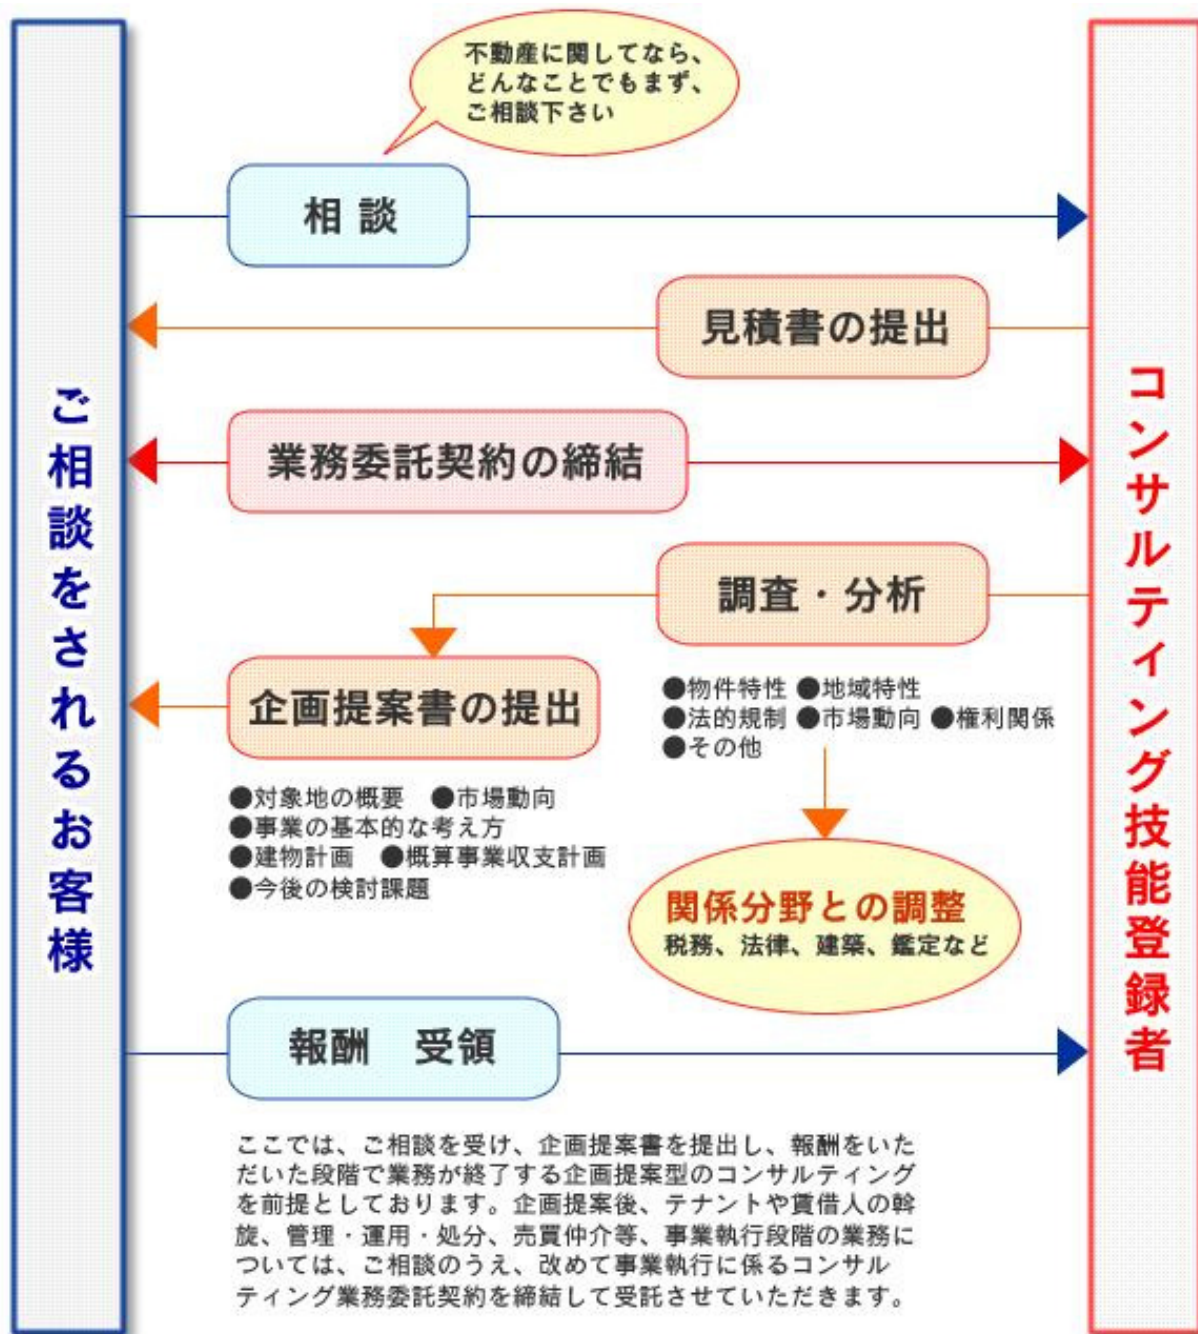 不動産に関してなら、
どんなことでもまず、
ご相談下さい
相 談
見積書の提出
業務委託契約の締結
調査・分析
●物件特性 ●地域特性
●法的規制 ●市場動向 ●権利関係
●その他
企画提案書の提出
●対象地の概要　●市場動向
●事業の基本的な考え方
●建物計画　●概算事業収支計画
●今後の検討課題
関係分野との調整
税務、法律、建築、鑑定など
報酬　受領
ご相談をされるお客様
コンサルティング技能登録者
ここでは、ご相談を受け、企画提案書を提出し、報酬をいた
だいた段階で業務が終了する企画提案型のコンサルティング
を前提としております。企画提案後、テナントや賃借人の斡
旋、管理・運用・処分、売買仲介等、事業執行段階の業務に
ついては、ご相談のうえ、改めて事業執行に係るコンサル
ティング業務委託契約を締結して受託させていただきます。